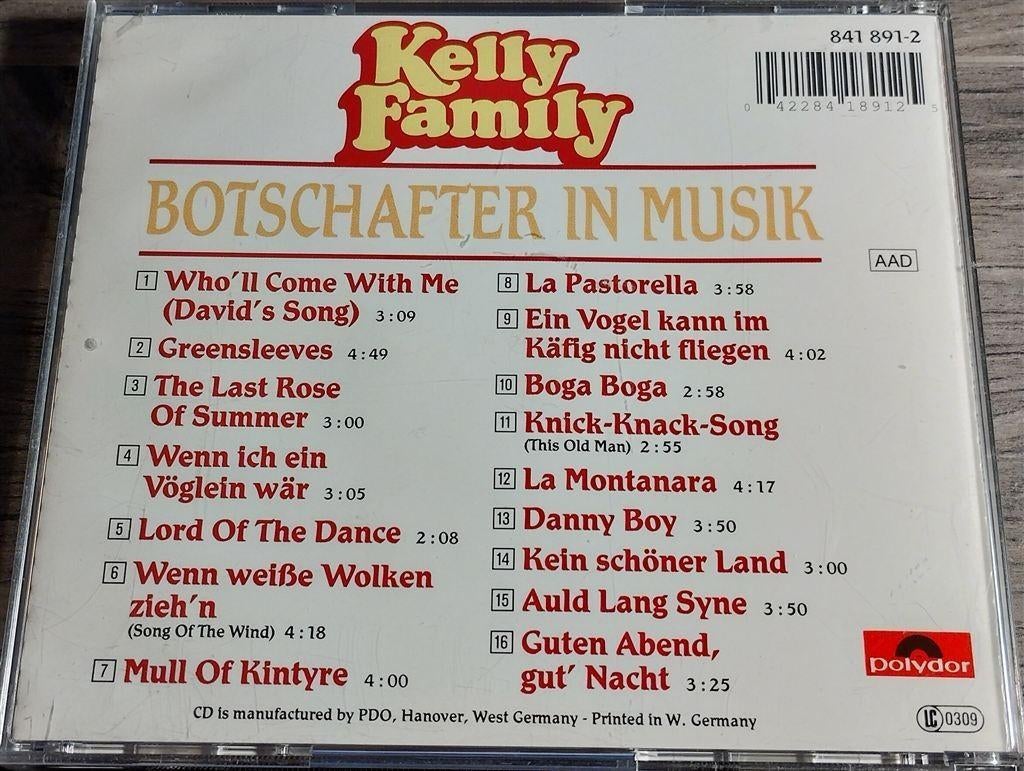 Kelly
Family
841 891-2
0 42284 18912 5
BOTSCHAFTER IN MUSIK
AAD
1 Who'll Come With Me
(David's Song) 3:09
2 Greensleeves 4:49
3 The Last Rose
Of Summer 3:00
4 Wenn ich ein
Vöglein wär 3:05
5 Lord Of The Dance 2:08
6 Wenn weiße Wolken
zieh'n
(Song Of The Wind) 4:18
7 Mull Of Kintyre 4:00
8 La Pastorella 3:58
9 Ein Vogel kann im
Käfig nicht fliegen 4:02
10 Boga Boga 2:58
11 Knick-Knack-Song
(This Old Man) 2:55
12 La Montanara 4:17
13 Danny Boy 3:50
14 Kein schöner Land 3:00
15 Auld Lang Syne 3:50
16 Guten Abend,
gut' Nacht 3:25
polydor
CD is manufactured by PDO, Hanover, West Germany - Printed in W. Germany
LC 0309